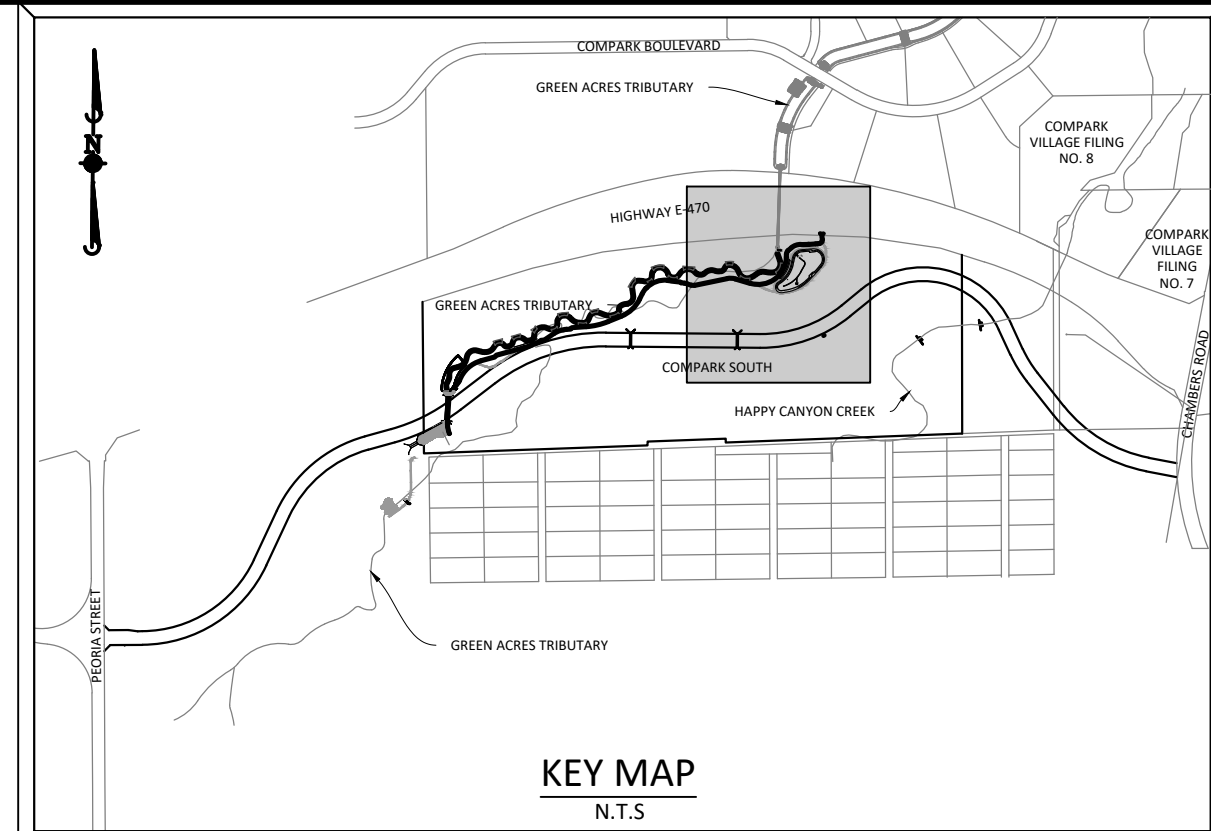 COMPARK BOULEVARD
GREEN ACRES TRIBUTARY
COMPARK
VILLAGE FILING
NO. 8
N
HIGHWAY E-470
COMPARK
VILLAGE
FILING
NO. 7
GREEN ACRES TRIBUTARY
COMPARK SOUTH
HAPPY CANYON CREEK
CHAMBERS ROAD
PEORIA STREET
GREEN ACRES TRIBUTARY
KEY MAP
N.T.S